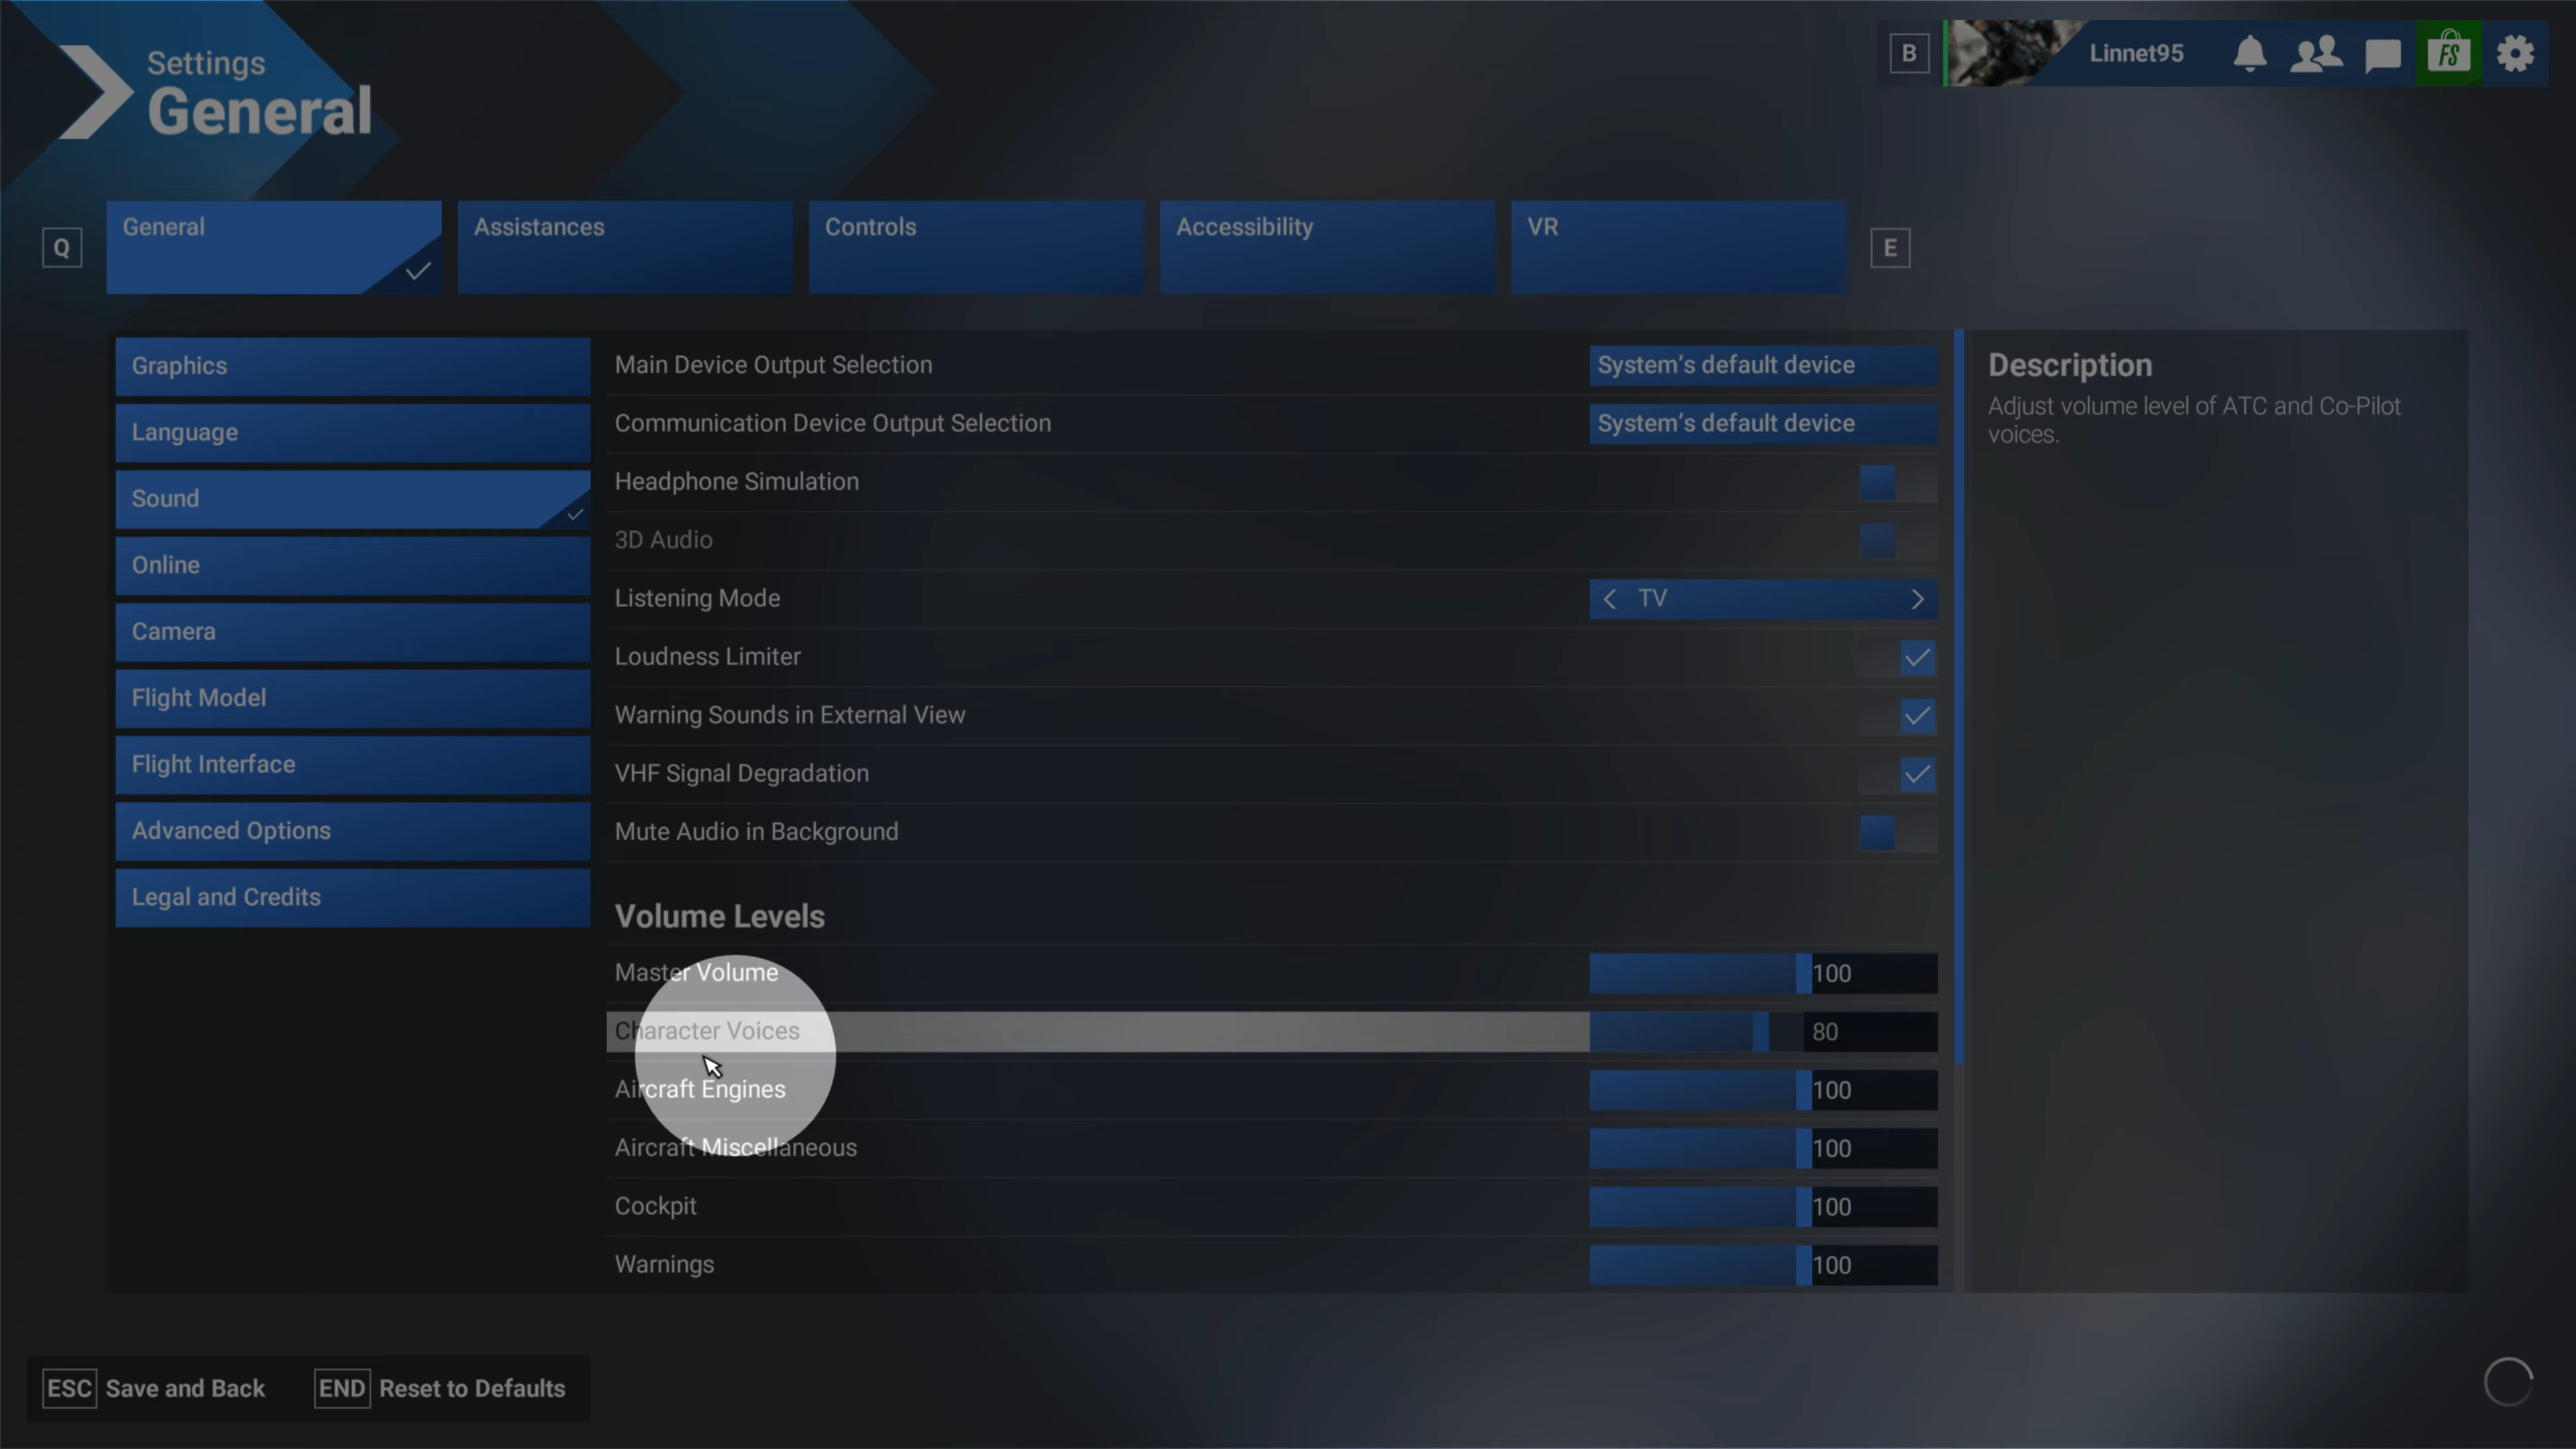 Settings
General
B
Linnet95
FS
Q
General
Assistances
Controls
Accessibility
VR
E
Graphics
Language
Sound
Online
Camera
Flight Model
Flight Interface
Advanced Options
Legal and Credits
Main Device Output Selection
System's default device
Communication Device Output Selection
System's default device
Headphone Simulation
3D Audio
Listening Mode
TV
Loudness Limiter
Warning Sounds in External View
VHF Signal Degradation
Mute Audio in Background
Volume Levels
Master Volume
100
Character Voices
80
Aircraft Engines
100
Aircraft Miscellaneous
100
Cockpit
100
Warnings
100
Description
Adjust volume level of ATC and Co-Pilot
voices.
ESC Save and Back
END Reset to Defaults